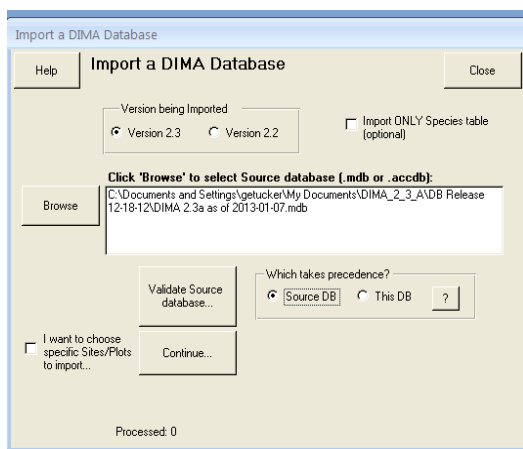 Import a DIMA Database
Help
Import a DIMA Database
Close
Version being Imported
Version 2.3
Version 2.2
Import ONLY Species table
(optional)
Click 'Browse' to select Source database (.mdb or .accdb):
Browse
C:\Documents and Settings\getucker\My Documents\DIMA_2_3_A\DB Release
12-18-12\DIMA 2.3a as of 2013-01-07.mdb
Validate Source
database...
Which takes precedence?
Source DB
This DB
?
I want to choose
specific Sites/Plots
to import...
Continue...
Processed: 0